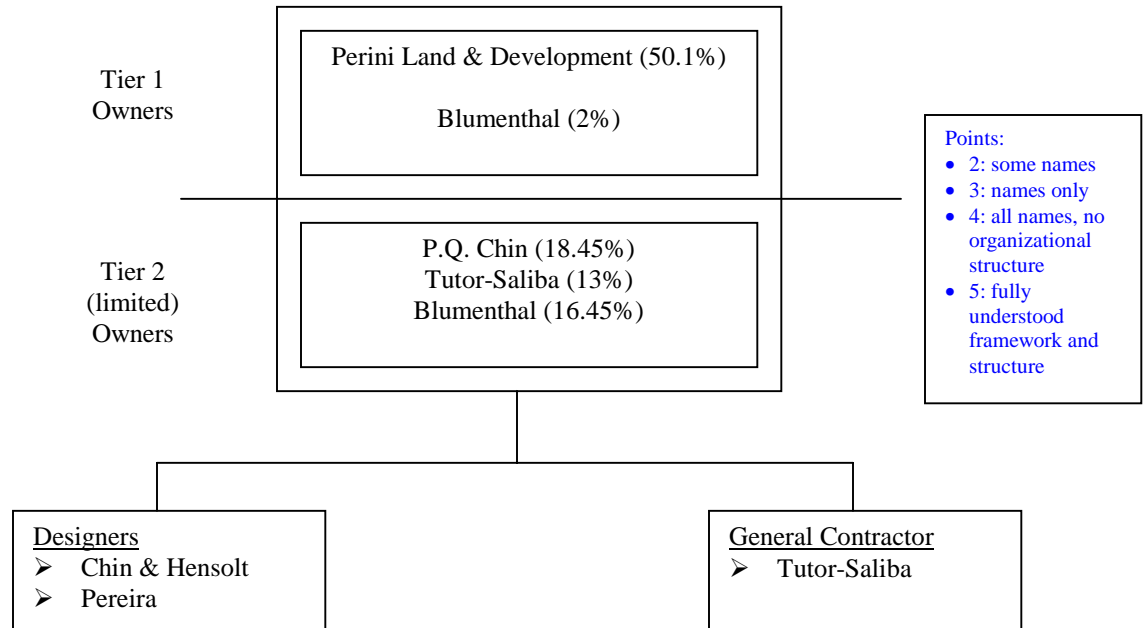 Tier 1
Owners
Perini Land & Development (50.1%)
Blumenthal (2%)
Tier 2
(limited)
Owners
P.Q. Chin (18.45%)
Tutor-Saliba (13%)
Blumenthal (16.45%)
Points:
• 2: some names
• 3: names only
• 4: all names, no
organizational
structure
• 5: fully
understood
framework and
structure
Designers
➢ Chin & Hensolt
➢ Pereira
General Contractor
➢ Tutor-Saliba